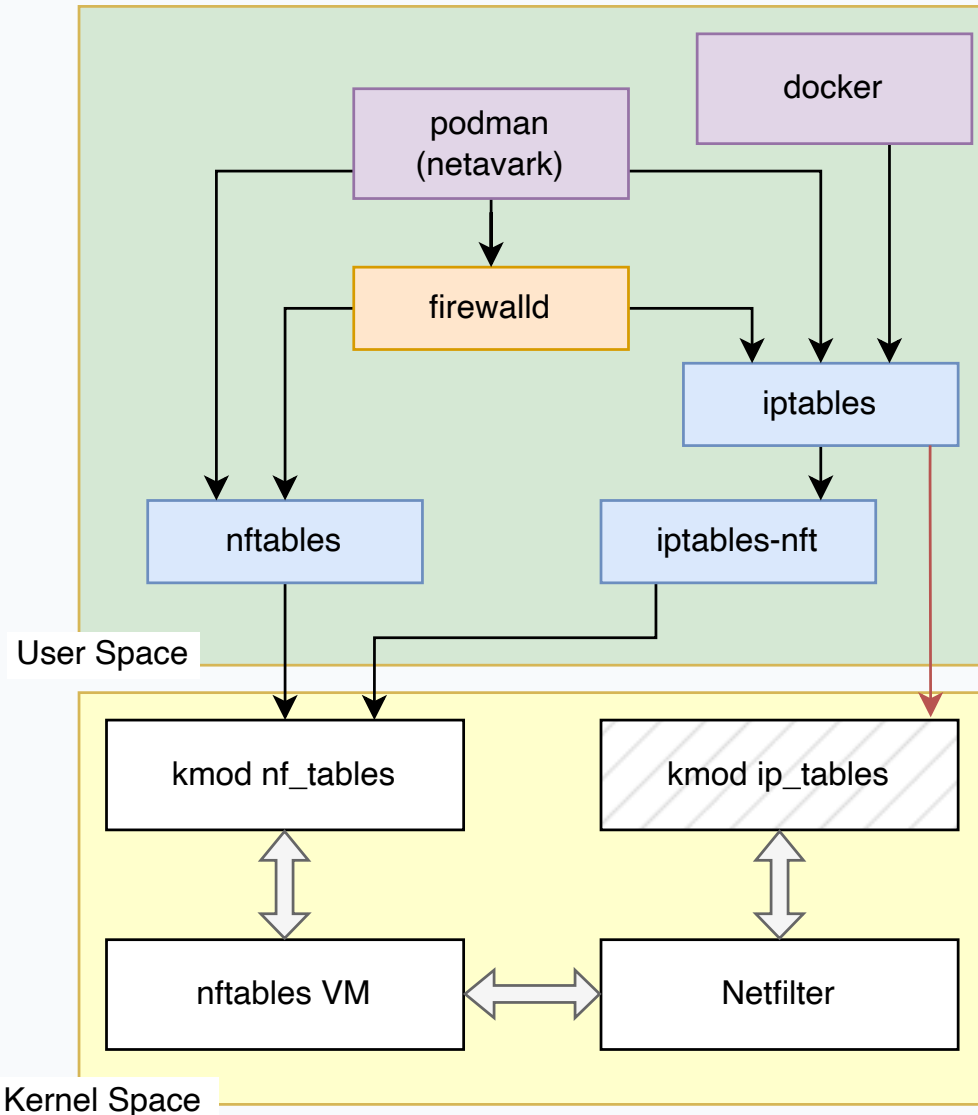 docker
podman
(netavark)
firewalld
iptables
nftables
iptables-nft
User Space
kmod nf_tables
kmod ip_tables
nftables VM
Netfilter
Kernel Space